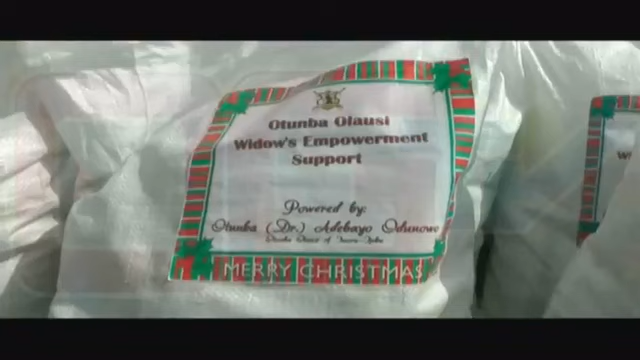 Otunba Olausi
Widow's Empowerment
Support
Powered by:
Otunba (Dr.) Adebayo Odunowo
MERRY CHRISTMAS